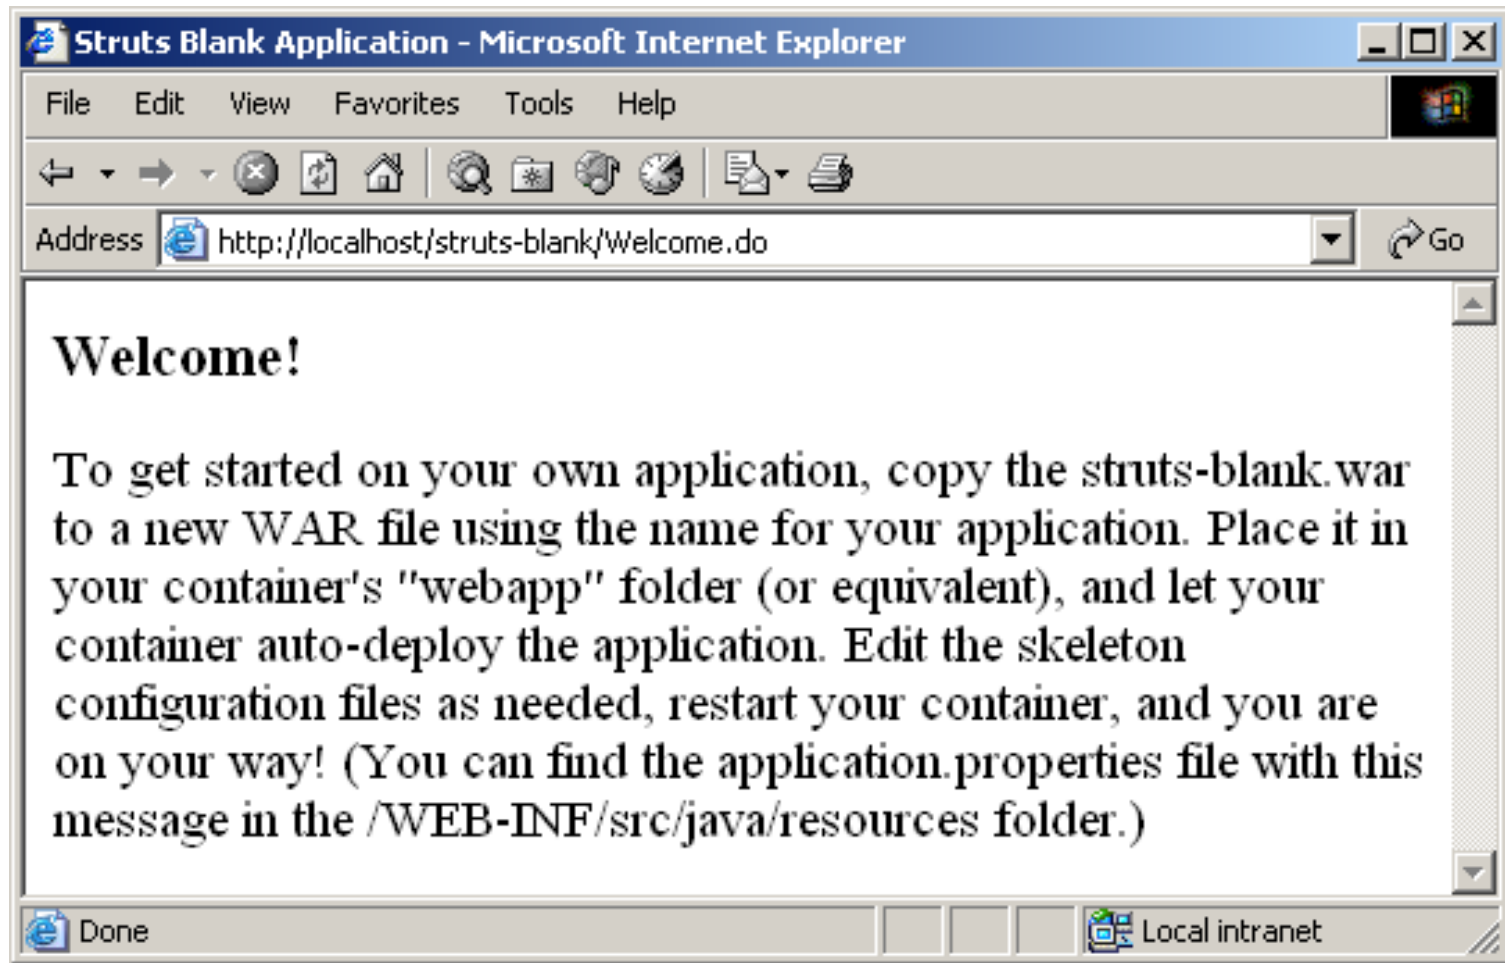 Struts Blank Application - Microsoft Internet Explorer
File Edit View Favorites Tools Help
Address http://localhost/struts-blank/Welcome.do Go
Welcome!
To get started on your own application, copy the struts-blank.war
to a new WAR file using the name for your application. Place it in
your container's "webapp" folder (or equivalent), and let your
container auto-deploy the application. Edit the skeleton
configuration files as needed, restart your container, and you are
on your way! (You can find the application.properties file with this
message in the /WEB-INF/src/java/resources folder.)
Done Local intranet